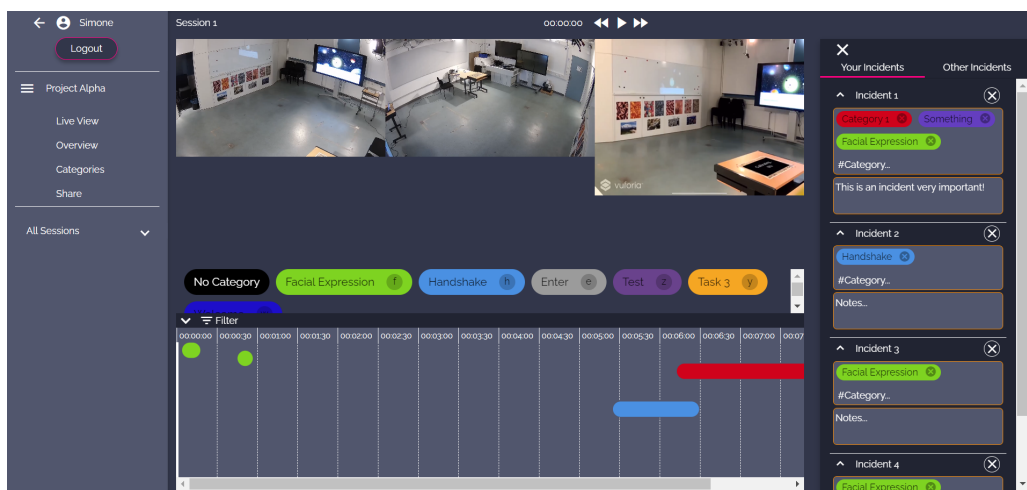 Simone
Logout
Project Alpha
Live View
Overview
Categories
Share
All Sessions
Session 1
00:00:00
vuforia
No Category
Facial Expression f
Handshake h
Enter e
Test z
Task 3 y
Filter
00:00:00 00:00:30 00:01:00 00:01:30 00:02:00 00:02:30 00:03:00 00:03:30 00:04:00 00:04:30 00:05:00 00:05:30 00:06:00 00:06:30 00:07:00 00:07
Your Incidents
Other Incidents
Incident 1
Category 1
Something
Facial Expression
#Category...
This is an incident very important!
Incident 2
Handshake
#Category...
Notes...
Incident 3
Facial Expression
#Category...
Notes...
Incident 4
Facial Expression